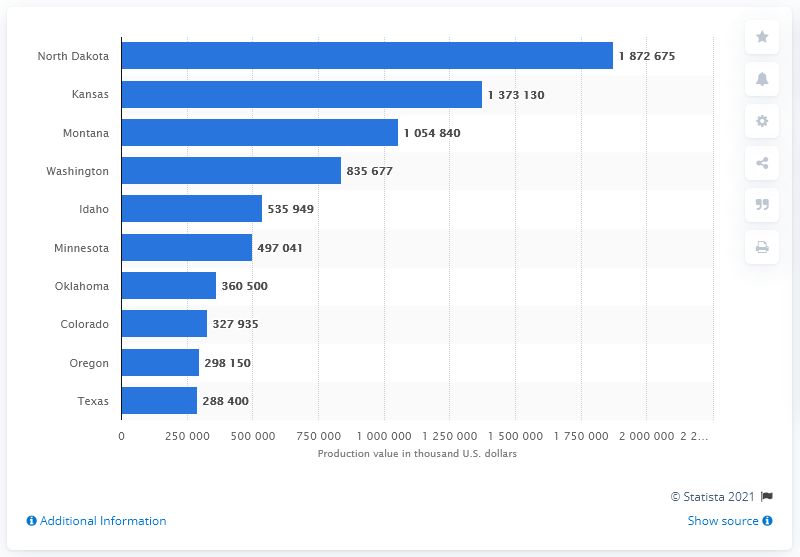 North Dakota 1 872 675
Kansas 1 373 130
Montana 1 054 840
Washington 835 677
Idaho 535 949
Minnesota 497 041
Oklahoma 360 500
Colorado 327 935
Oregon 298 150
Texas 288 400
0 250 000 500 000 750 000 1 000 000 1 250 000 1 500 000 1 750 000 2 000 000 2 2…
Production value in thousand U.S. dollars
© Statista 2021
Additional Information Show source